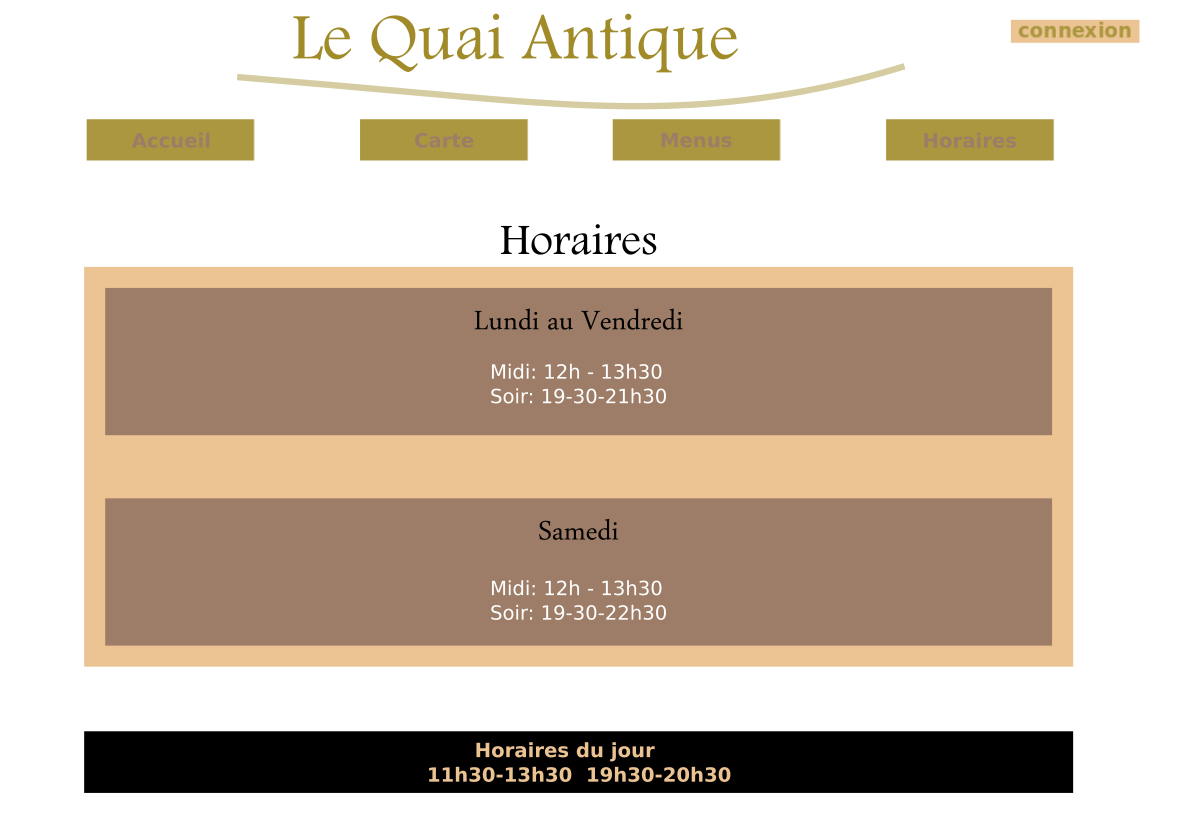 Le Quai Antique
connexion
Accueil
Carte
Menus
Horaires
Horaires
Lundi au Vendredi
Midi: 12h - 13h30
Soir: 19-30-21h30
Samedi
Midi: 12h - 13h30
Soir: 19-30-22h30
Horaires du jour
11h30-13h30  19h30-20h30